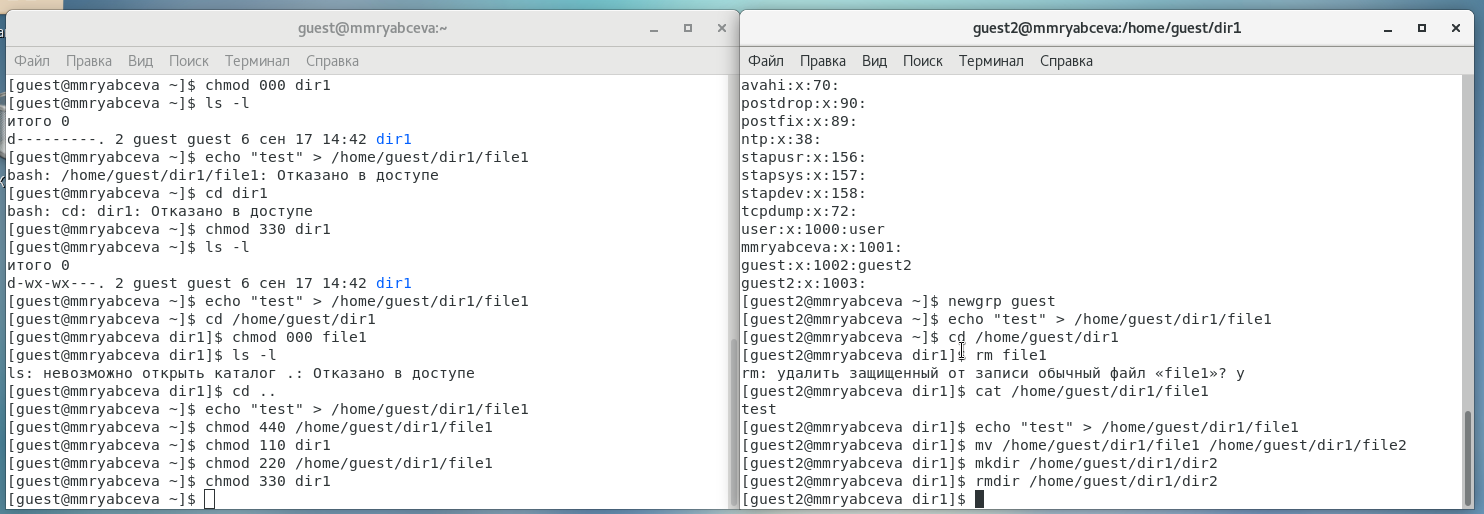 guest@mmryabceva:~
Файл Правка Вид Поиск Терминал Справка
[guest@mmryabceva ~]$ chmod 000 dir1
[guest@mmryabceva ~]$ ls -l
итого 0
d---------. 2 guest guest 6 сен 17 14:42 dir1
[guest@mmryabceva ~]$ echo "test" > /home/guest/dir1/file1
bash: /home/guest/dir1/file1: Отказано в доступе
[guest@mmryabceva ~]$ cd dir1
bash: cd: dir1: Отказано в доступе
[guest@mmryabceva ~]$ chmod 330 dir1
[guest@mmryabceva ~]$ ls -l
итого 0
d-wx-wx---. 2 guest guest 6 сен 17 14:42 dir1
[guest@mmryabceva ~]$ echo "test" > /home/guest/dir1/file1
[guest@mmryabceva ~]$ cd /home/guest/dir1
[guest@mmryabceva dir1]$ chmod 000 file1
[guest@mmryabceva dir1]$ ls -l
ls: невозможно открыть каталог .: Отказано в доступе
[guest@mmryabceva dir1]$ cd ..
[guest@mmryabceva ~]$ echo "test" > /home/guest/dir1/file1
[guest@mmryabceva ~]$ chmod 440 /home/guest/dir1/file1
[guest@mmryabceva ~]$ chmod 110 dir1
[guest@mmryabceva ~]$ chmod 220 /home/guest/dir1/file1
[guest@mmryabceva ~]$ chmod 330 dir1
[guest@mmryabceva ~]$
guest2@mmryabceva:/home/guest/dir1
Файл Правка Вид Поиск Терминал Справка
avahi:x:70:
postdrop:x:90:
postfix:x:89:
ntp:x:38:
stapusr:x:156:
stapsys:x:157:
stapdev:x:158:
tcpdump:x:72:
user:x:1000:user
mmryabceva:x:1001:
guest:x:1002:guest2
guest2:x:1003:
[guest2@mmryabceva ~]$ newgrp guest
[guest2@mmryabceva ~]$ echo "test" > /home/guest/dir1/file1
[guest2@mmryabceva ~]$ cd /home/guest/dir1
[guest2@mmryabceva dir1]$ rm file1
rm: удалить защищенный от записи обычный файл «file1»? y
[guest2@mmryabceva dir1]$ cat /home/guest/dir1/file1
test
[guest2@mmryabceva dir1]$ echo "test" > /home/guest/dir1/file1
[guest2@mmryabceva dir1]$ mv /home/guest/dir1/file1 /home/guest/dir1/file2
[guest2@mmryabceva dir1]$ mkdir /home/guest/dir1/dir2
[guest2@mmryabceva dir1]$ rmdir /home/guest/dir1/dir2
[guest2@mmryabceva dir1]$